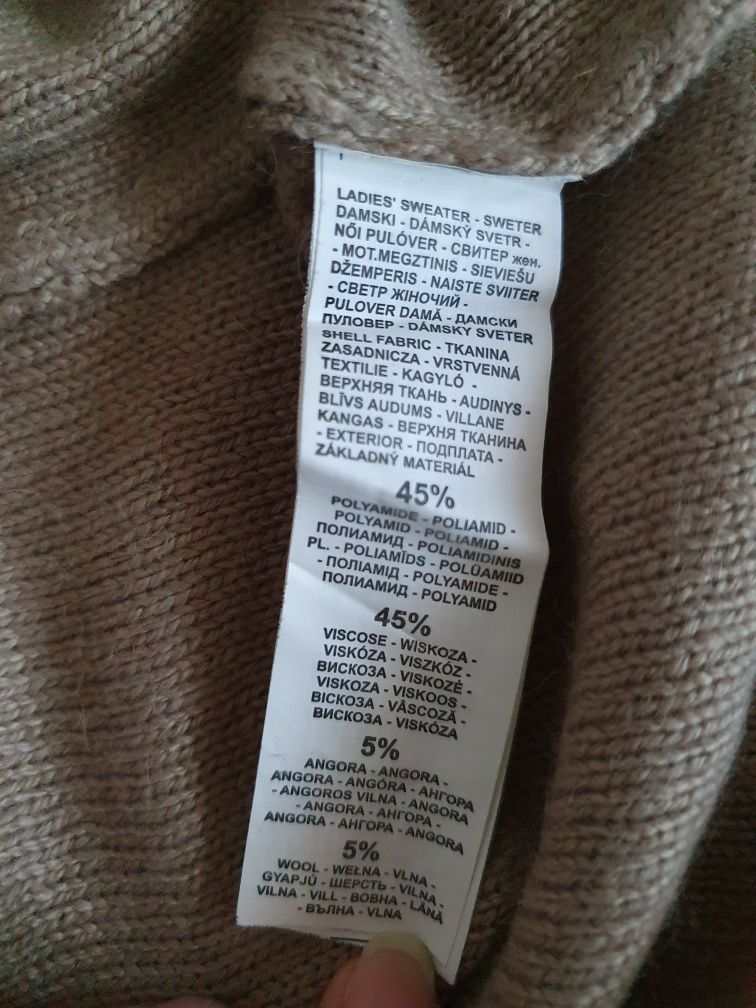 LADIES' SWEATER - SWETER
DAMSKI - DÁMSKÝ SVETR -
NŐI PULÓVER - СВИТЕР жен.
- MOT.MEGZTINIS - SIEVIEŠU
DŽEMPERIS - NAISTE SVIITER
- СВЕТР ЖІНОЧИЙ -
PULOVER DAMĂ - ДАМСКИ
ПУЛОВЕР - DÁMSKY SVETER
SHELL FABRIC - TKANINA
ZASADNICZA - VRSTVENNÁ
TEXTILIE - KAGYLÓ -
ВЕРХНЯЯ ТКАНЬ - AUDINYS -
BLĪVS AUDUMS - VILLANE
KANGAS - ВЕРХНЯ ТКАНИНА
- EXTERIOR - ПОДПЛАТА -
ZÁKLADNÝ MATERIÁL
45%
POLYAMIDE - POLIAMID -
POLYAMID - POLIAMID -
ПОЛИАМИД - POLIAMIDINIS
PL. - POLIAMĪDS - POLÜAMIID
- ПОЛІАМІД - POLYAMIDE -
ПОЛИАМИД - POLYAMID
45%
VISCOSE - WISKOZA -
VISKÓZA - VISZKÓZ -
ВИСКОЗА - VISKOZĖ -
VISKOZA - VISKOOS -
ВІСКОЗА - VÂSCOZĂ -
ВИСКОЗА - VISKÓZA
5%
ANGORA - ANGORA -
ANGORA - ANGÓRA - АНГОРА
- ANGOROS VILNA - ANGORA
- ANGORA - АНГОРА -
ANGORA - АНГОРА - ANGORA
5%
WOOL - WEŁNA - VLNA -
GYAPJÚ - ШЕРСТЬ - VILNA -
VILNA - VILL - ВОВНА - LÂNĂ
- ВЪЛНА - VLNA